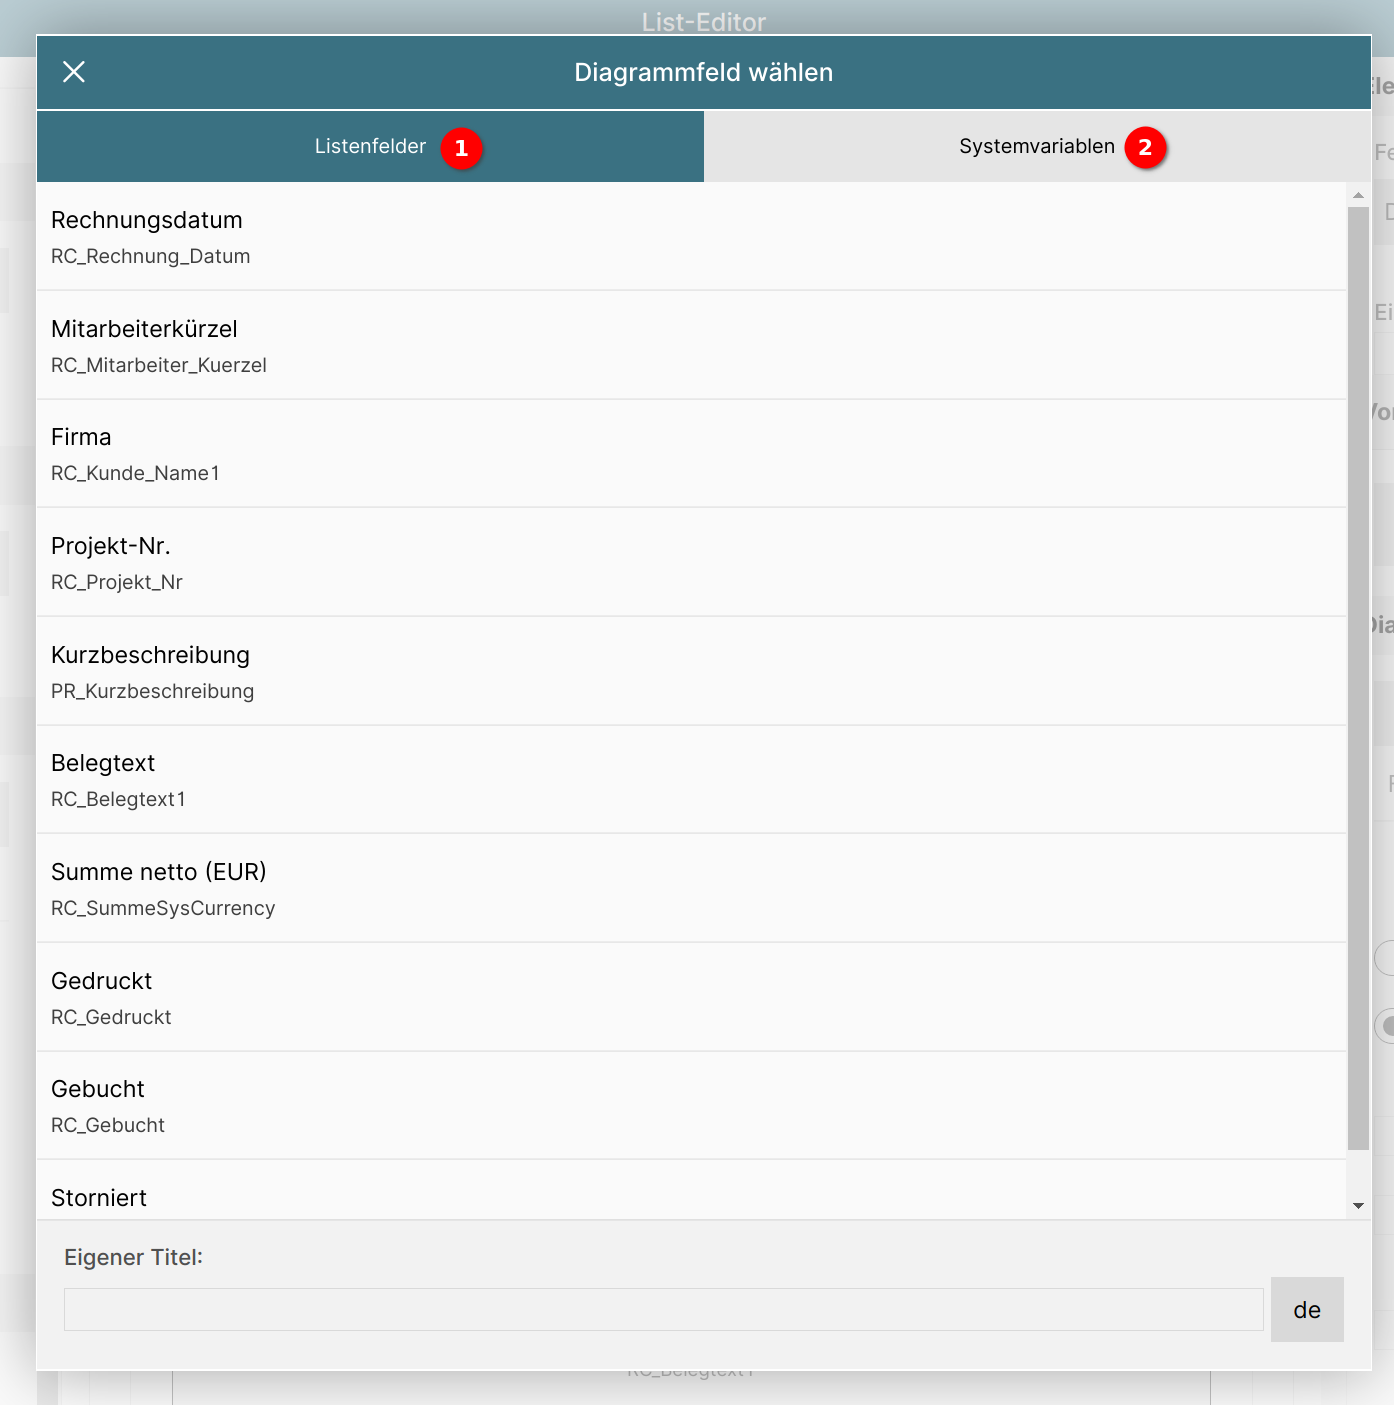 List-Editor
Diagrammfeld wählen
Listenfelder 1
Systemvariablen 2
Rechnungsdatum
RC_Rechnung_Datum
Mitarbeiterkürzel
RC_Mitarbeiter_Kuerzel
Firma
RC_Kunde_Name1
Projekt-Nr.
RC_Projekt_Nr
Kurzbeschreibung
PR_Kurzbeschreibung
Belegtext
RC_Belegtext1
Summe netto (EUR)
RC_SummeSysCurrency
Gedruckt
RC_Gedruckt
Gebucht
RC_Gebucht
Storniert
Eigener Titel:
de
RC_Belegtext1